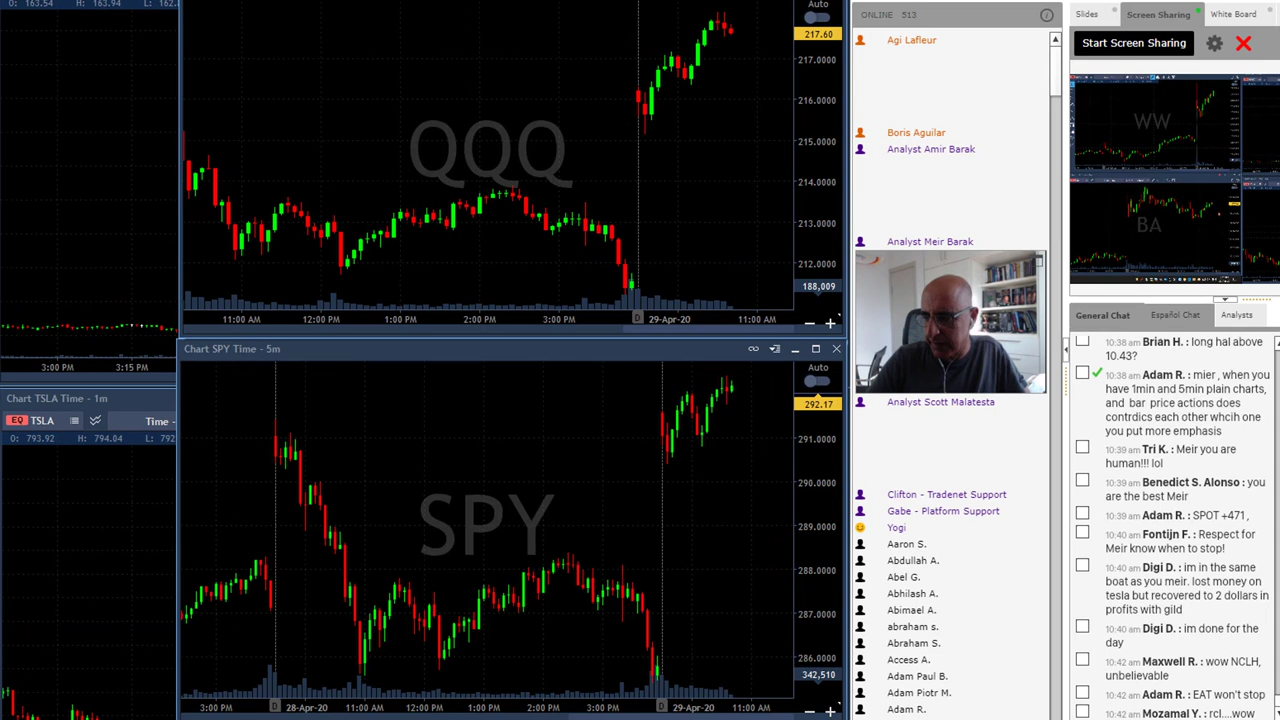 O: 163.54 H: 163.94 L: 162.
3:00 PM 3:15 PM
Chart TSLA Time - 1m
EQ TSLA Time -
O: 793.92 H: 794.04 L: 792
QQQ
Auto
217.60
217.0000
216.0000
215.0000
214.0000
213.0000
212.0000
188,009
11:00 AM 12:00 PM 1:00 PM 2:00 PM 3:00 PM D 29-Apr-20 11:00 AM
Chart SPY Time - 5m
SPY
Auto
292.17
291.0000
290.0000
289.0000
288.0000
287.0000
286.0000
342,510
3:00 PM D 28-Apr-20 11:00 AM 12:00 PM 1:00 PM 2:00 PM 3:00 PM D 29-Apr-20 11:00 AM
ONLINE 513
Agi Lafleur
Boris Aguilar
Analyst Amir Barak
Analyst Meir Barak
Analyst Scott Malatesta
Clifton - Tradenet Support
Gabe - Platform Support
Yogi
Aaron S.
Abdullah A.
Abel G.
Abhilash A.
Abimael A.
abraham s.
Abraham S.
Access A.
Adam Paul B.
Adam Piotr M.
Adam R.
Slides Screen Sharing White Board
Start Screen Sharing
WW
BA
General Chat Español Chat Analysts
10:38 am Brian H. : long hal above
10.43?
10:38 am Adam R. : mier , when you
have 1min and 5min plain charts,
and bar price actions does
contrdics each other whcih one
you put more emphasis
10:39 am Tri K. : Meir you are
human!!! lol
10:39 am Benedict S. Alonso : you
are the best Meir
10:39 am Adam R. : SPOT +471 ,
10:40 am Fontijn F. : Respect for
Meir know when to stop!
10:40 am Digi D. : im in the same
boat as you meir. lost money on
tesla but recovered to 2 dollars in
profits with gild
10:40 am Digi D. : im done for the
day
10:42 am Maxwell R. : wow NCLH,
unbelievable
10:42 am Adam R. : EAT won't stop
10:42 am Mozamal Y. : rcl....wow